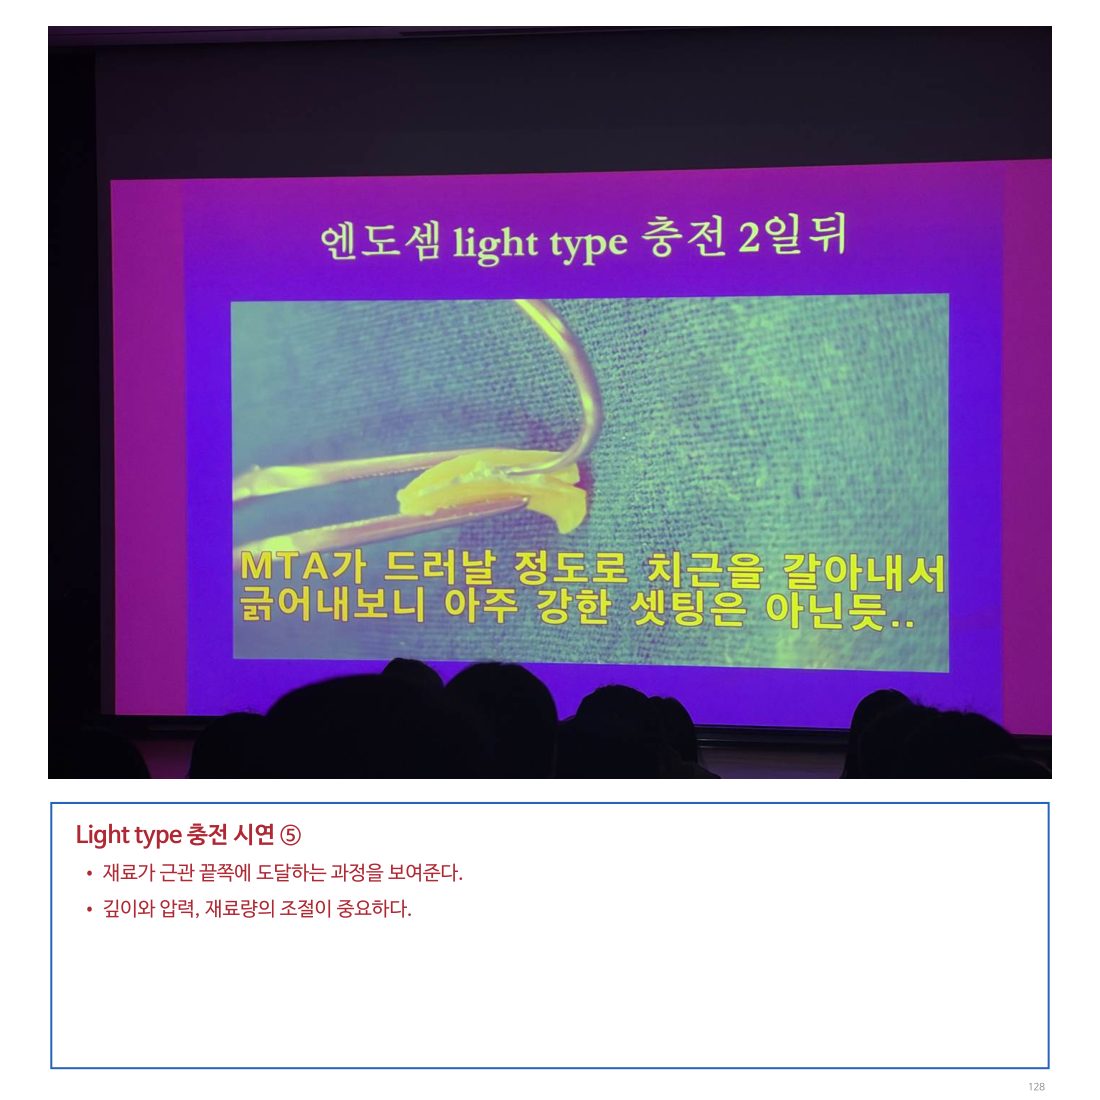 엔도셈 light type 충전 2일뒤
MTA가 드러날 정도로 치근을 갈아내서
긁어내보니 아주 강한 셋팅은 아닌듯..
Light type 충전 시연 ⑤
• 재료가 근관 끝쪽에 도달하는 과정을 보여준다.
• 깊이와 압력, 재료량의 조절이 중요하다.
128